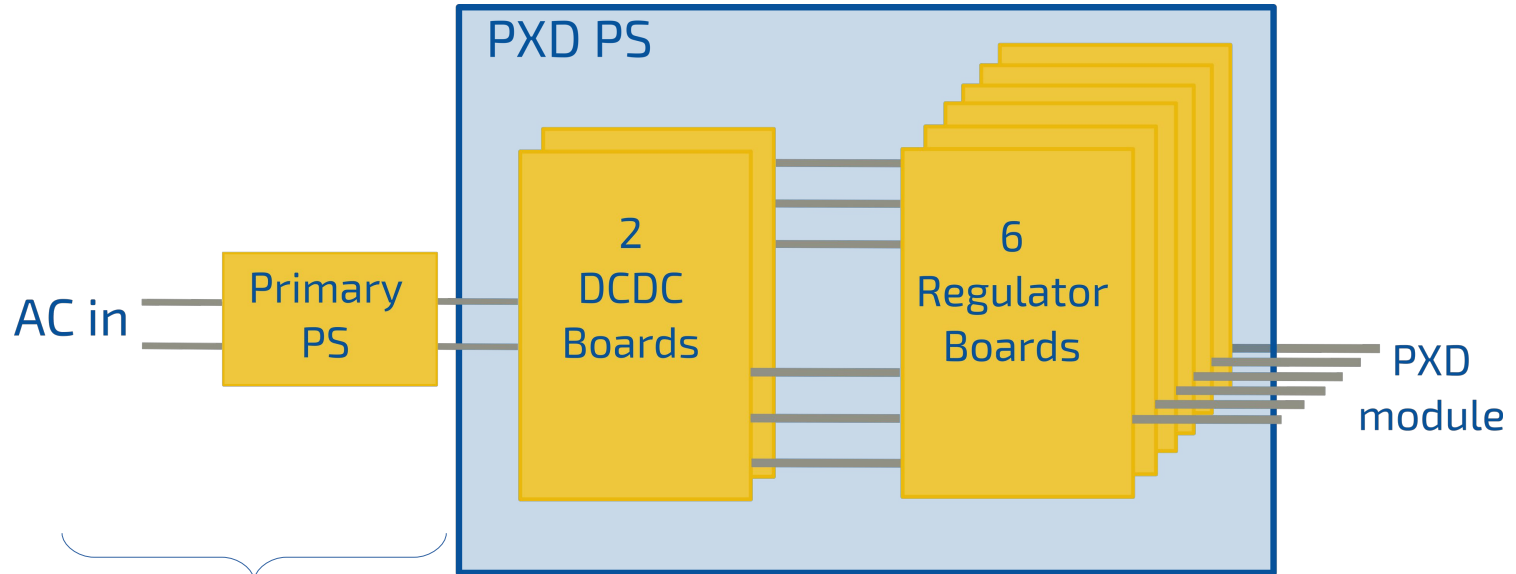 PXD PS
AC in
Primary
PS
2
DCDC
Boards
6
Regulator
Boards
PXD
module